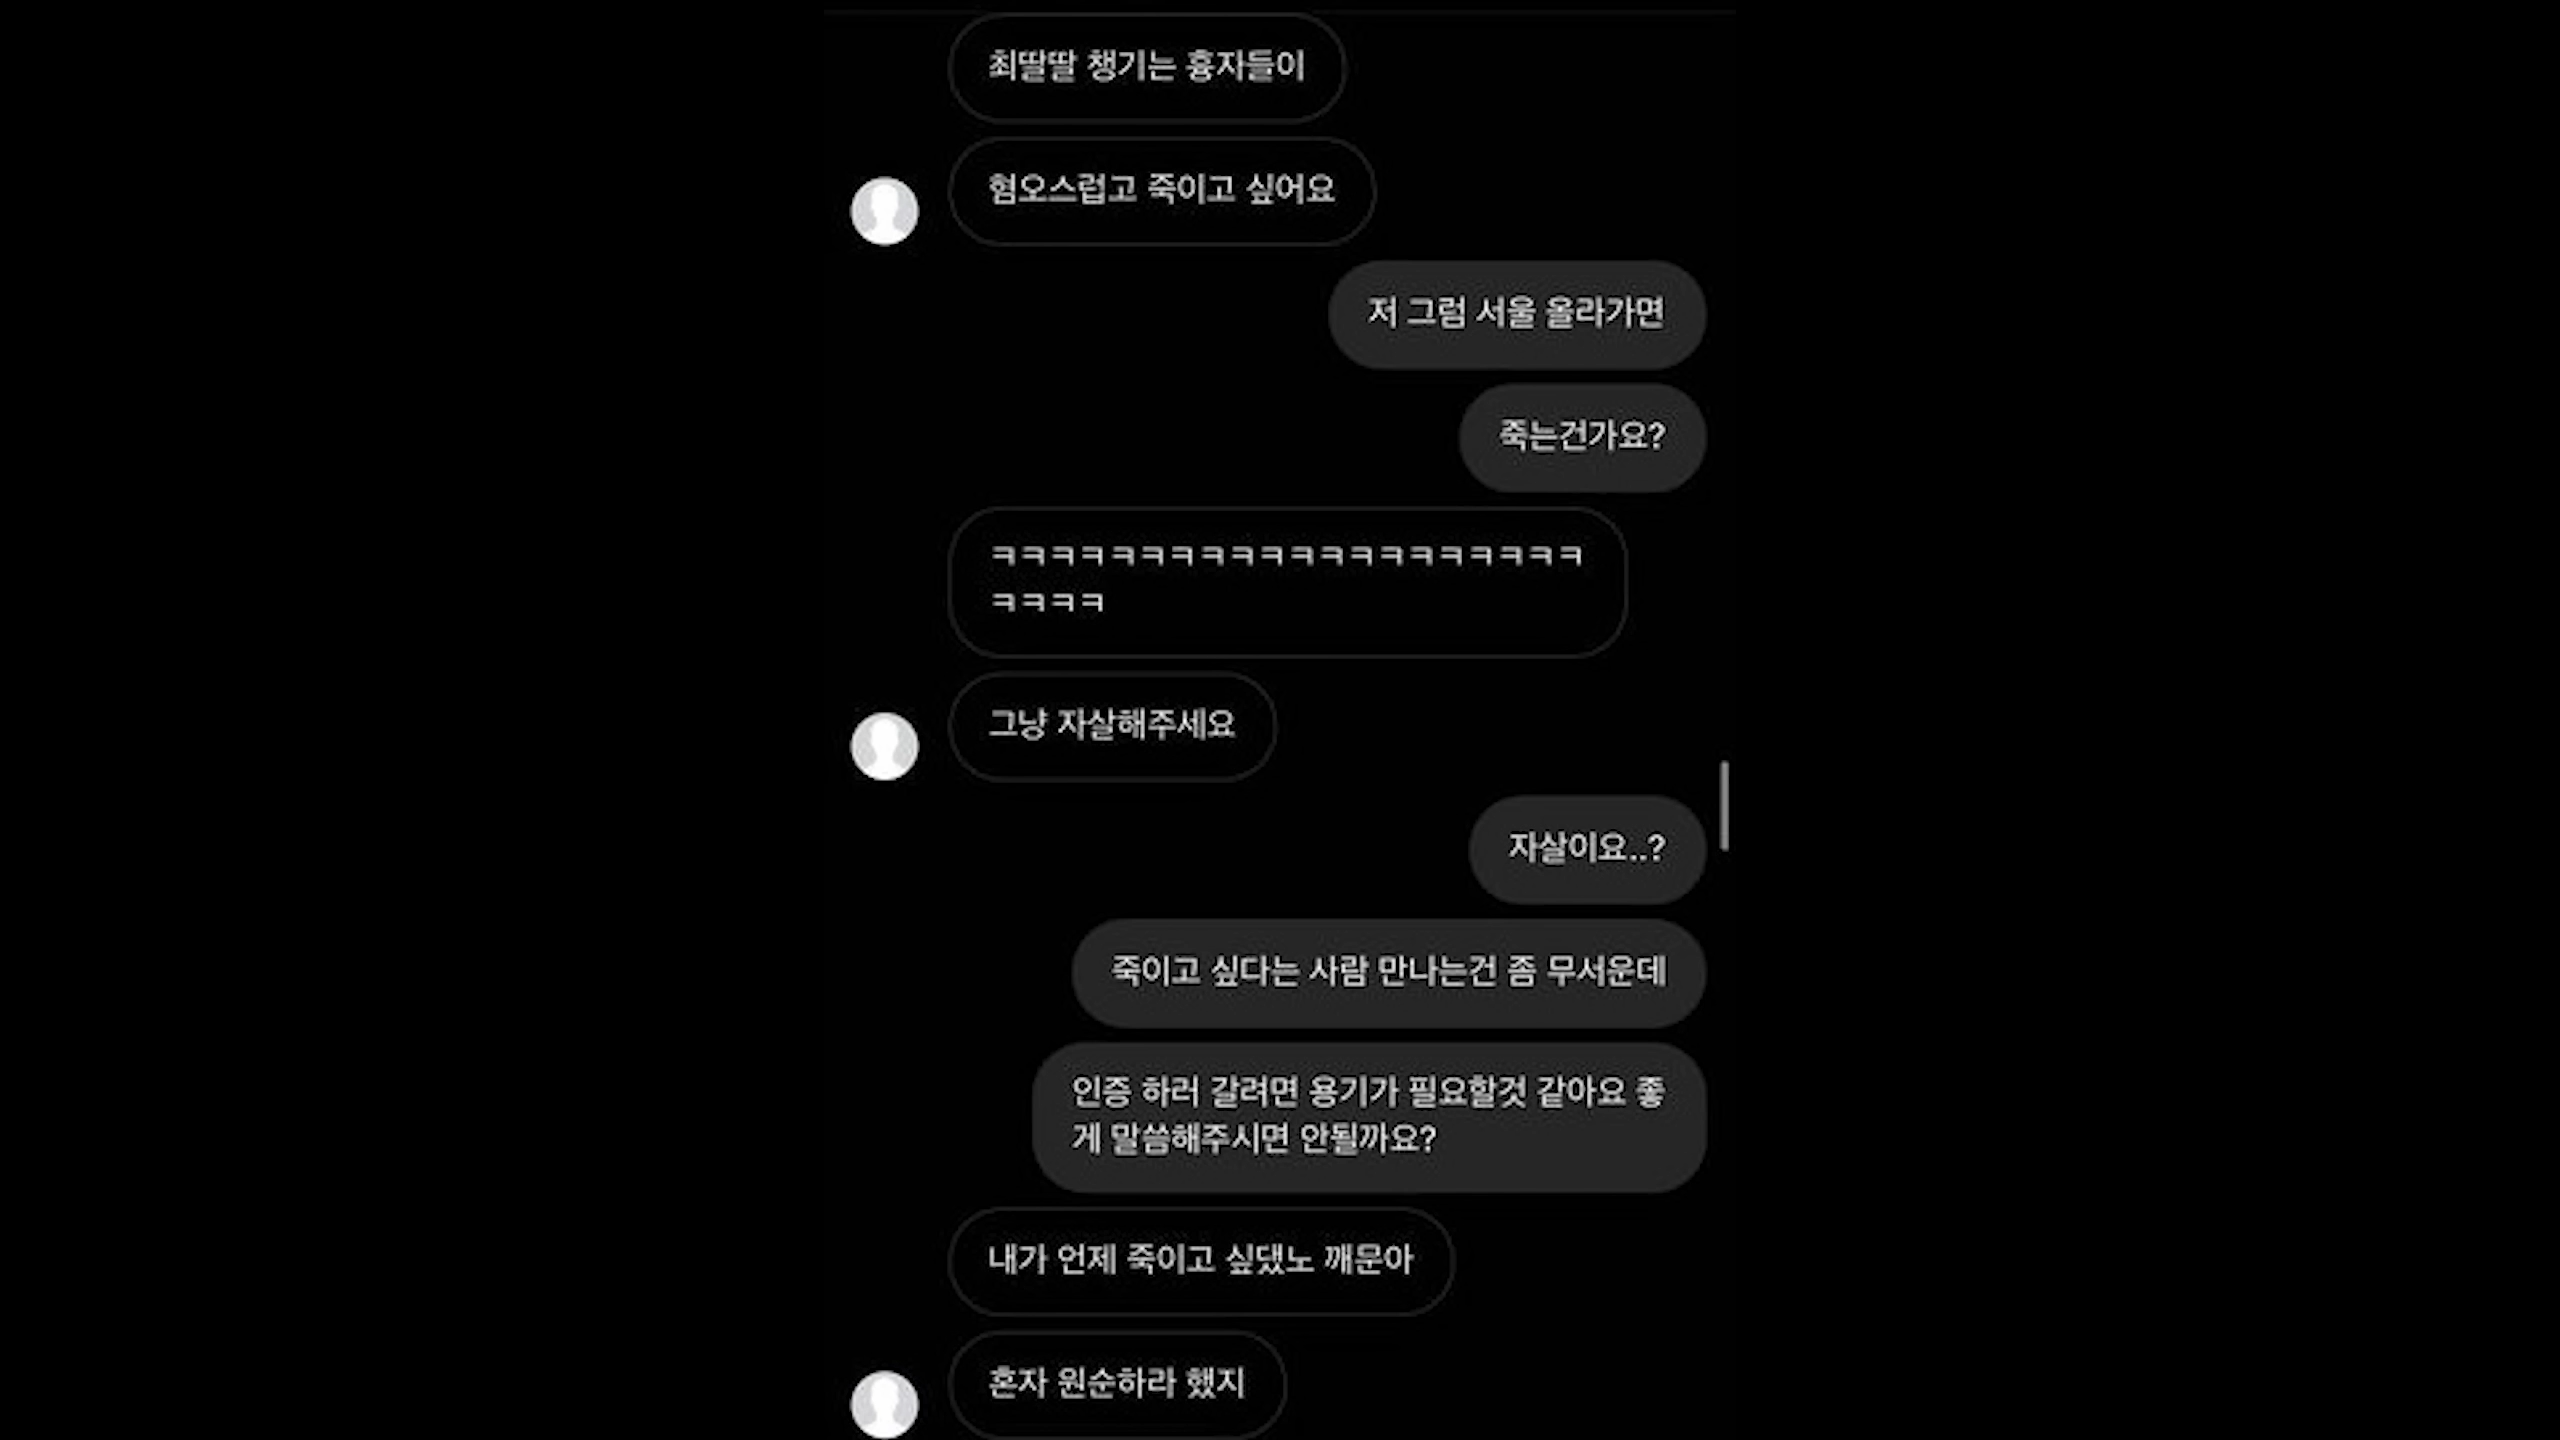 최딸딸 챙기는 흉자들이
혐오스럽고 죽이고 싶어요
저 그럼 서울 올라가면
죽는건가요?
ㅋㅋㅋㅋㅋㅋㅋㅋㅋㅋㅋㅋㅋㅋㅋㅋㅋㅋㅋㅋ
ㅋㅋㅋㅋ
그냥 자살해주세요
자살이요..?
죽이고 싶다는 사람 만나는건 좀 무서운데
인증 하러 갈려면 용기가 필요할것 같아요 좋
게 말씀해주시면 안될까요?
내가 언제 죽이고 싶댔노 깨문아
혼자 원순하라 했지